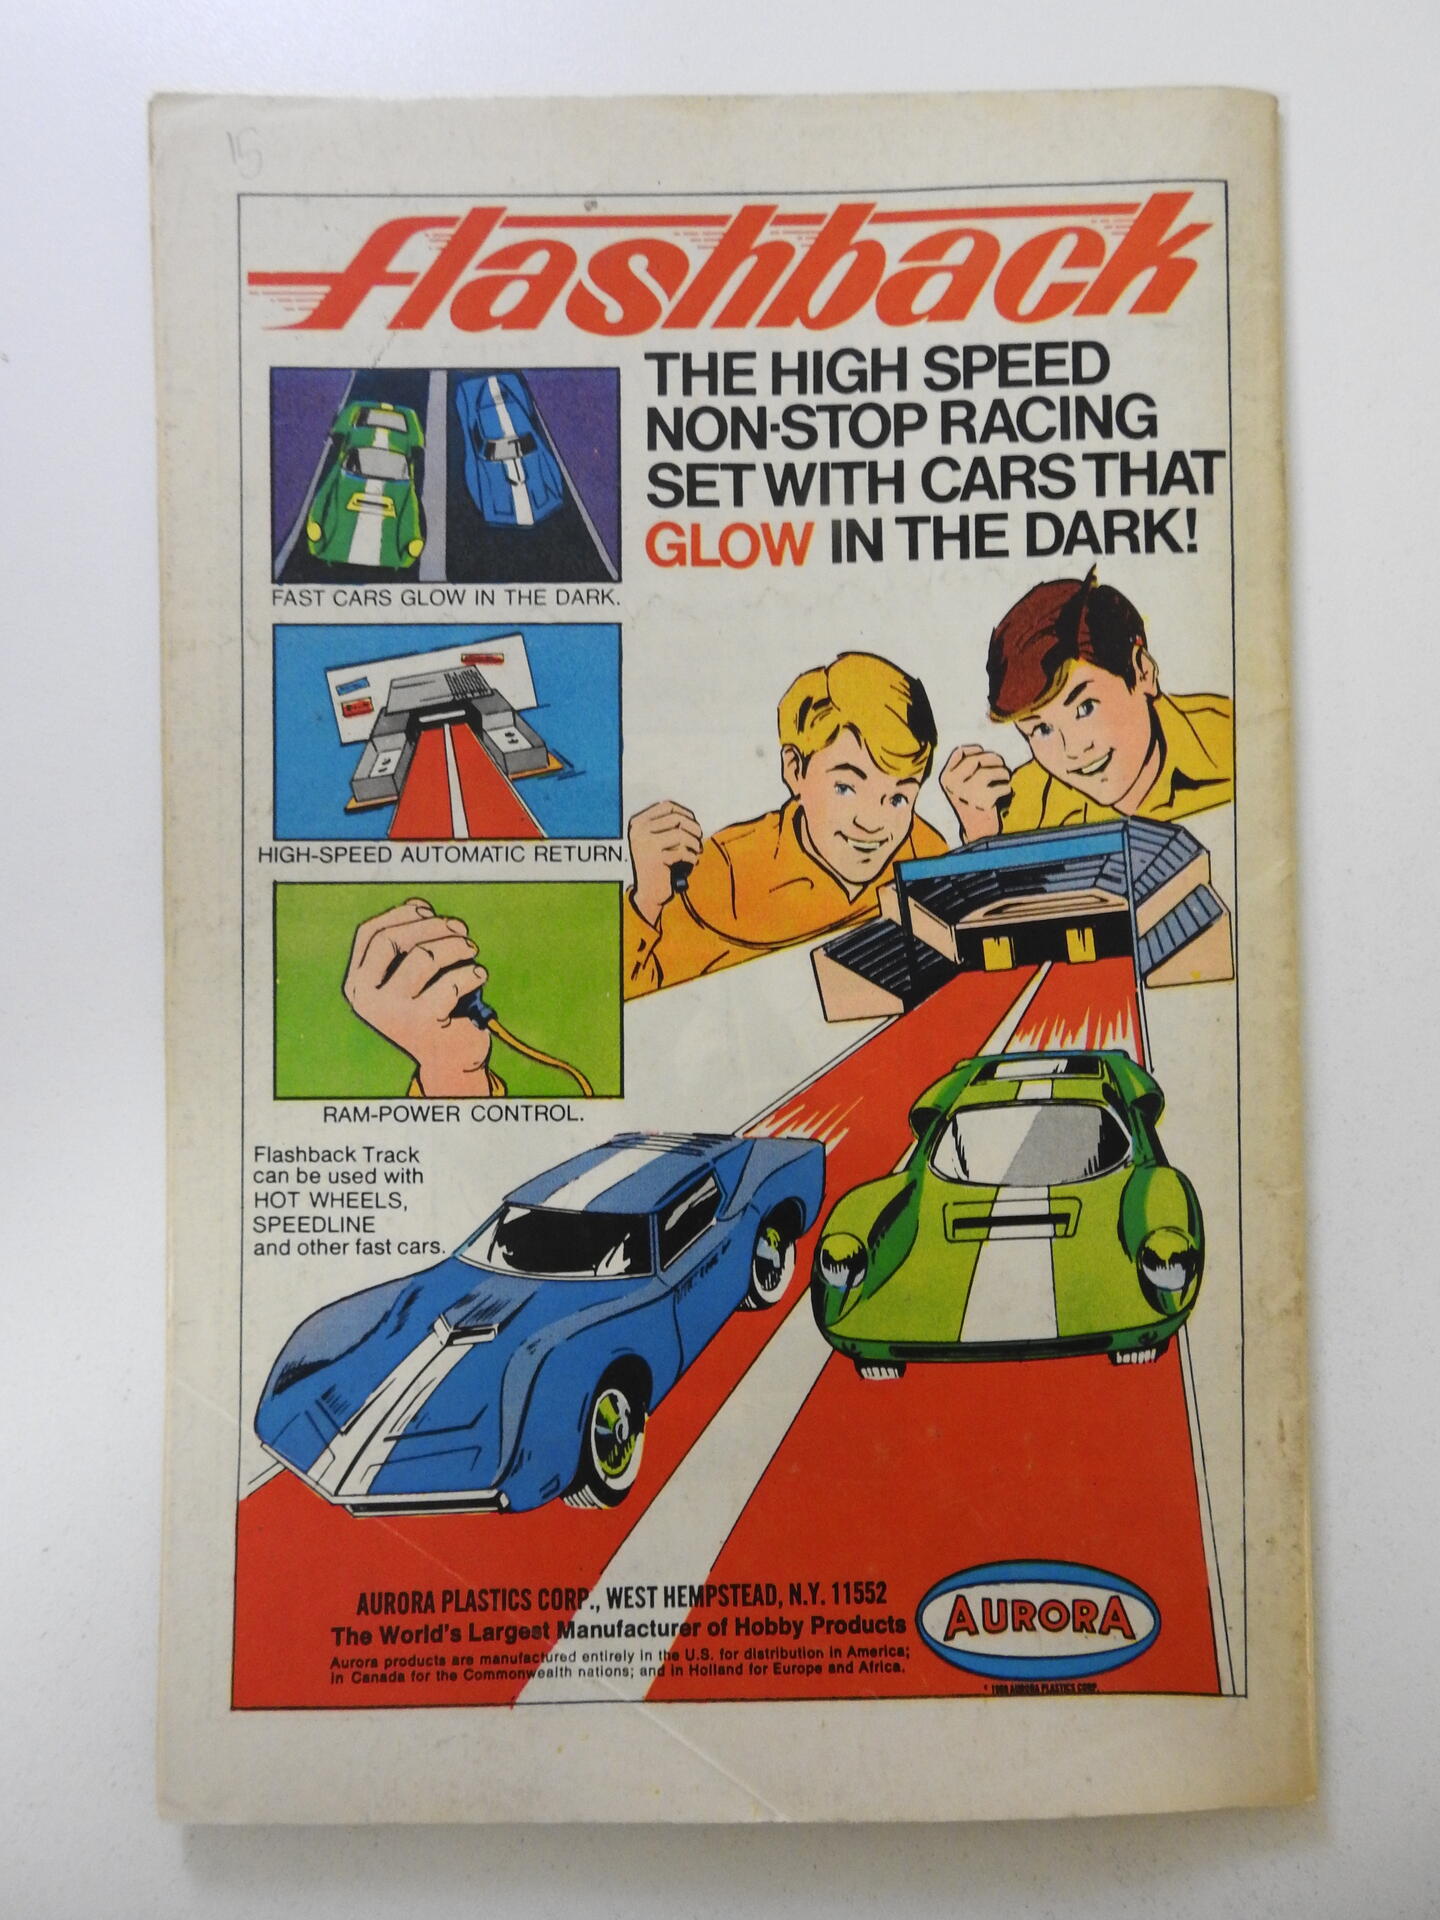 15
flashback
THE HIGH SPEED
NON-STOP RACING
SET WITH CARS THAT
GLOW IN THE DARK!
FAST CARS GLOW IN THE DARK.
HIGH-SPEED AUTOMATIC RETURN.
RAM-POWER CONTROL.
Flashback Track
can be used with
HOT WHEELS,
SPEEDLINE
and other fast cars.
AURORA PLASTICS CORP., WEST HEMPSTEAD, N.Y. 11552
The World's Largest Manufacturer of Hobby Products
Aurora products are manufactured entirely in the U.S. for distribution in America;
in Canada for the Commonwealth nations; and in Holland for Europe and Africa.
AURORA
AURORA PLASTICS CORP.